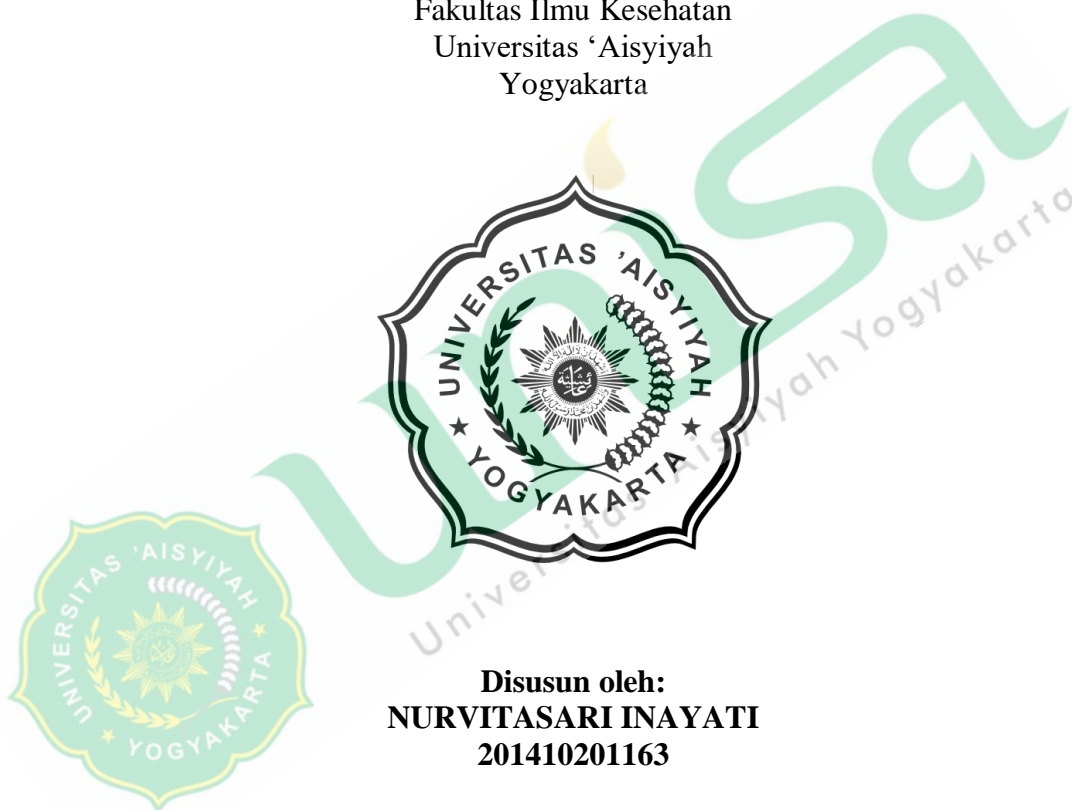 Fakultas Ilmu Kesehatan
Universitas ‘Aisyiyah
Yogyakarta
UNIVERSITAS 'AISYIYAH
YOGYAKARTA
unisa
Universitas 'Aisyiyah Yogyakarta
UNIVERSITAS 'AISYIYAH
YOGYAKARTA
Disusun oleh:
NURVITASARI INAYATI
201410201163